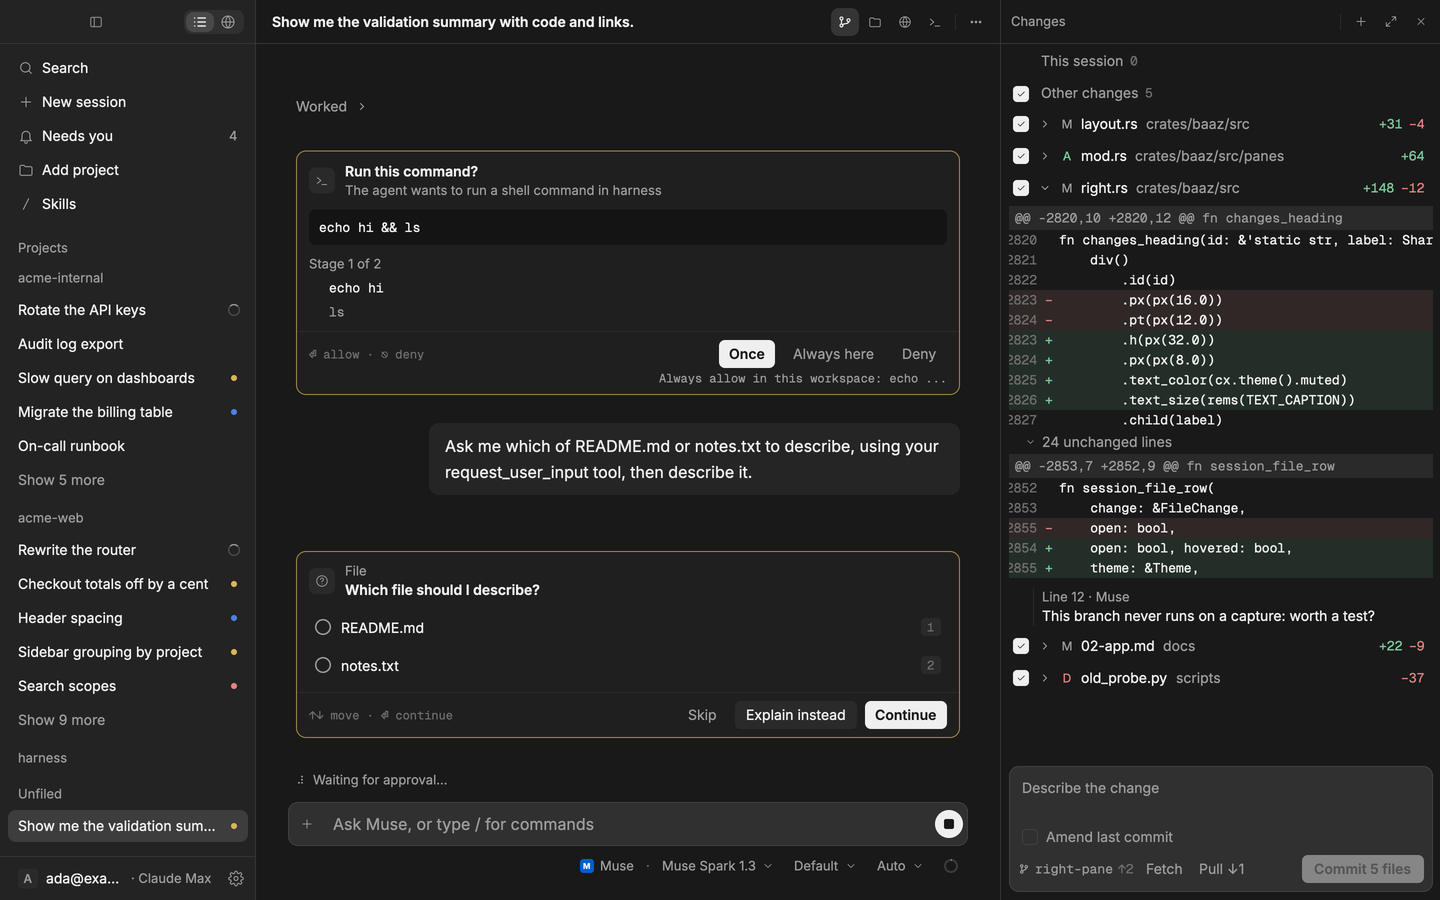 Search
New session
Needs you 4
Add project
Skills
Projects
acme-internal
Rotate the API keys
Audit log export
Slow query on dashboards
Migrate the billing table
On-call runbook
Show 5 more
acme-web
Rewrite the router
Checkout totals off by a cent
Header spacing
Sidebar grouping by project
Search scopes
Show 9 more
harness
Unfiled
Show me the validation sum...
A ada@exa... · Claude Max
Show me the validation summary with code and links.
Worked
Run this command?
The agent wants to run a shell command in harness
echo hi && ls
Stage 1 of 2
echo hi
ls
⏎ allow · ⎋ deny
Once Always here Deny
Always allow in this workspace: echo ...
Ask me which of README.md or notes.txt to describe, using your
request_user_input tool, then describe it.
File
Which file should I describe?
README.md 1
notes.txt 2
↑↓ move · ⏎ continue
Skip Explain instead Continue
Waiting for approval...
Ask Muse, or type / for commands
M Muse · Muse Spark 1.3 Default Auto
Changes
This session 0
Other changes 5
M layout.rs crates/baaz/src +31 −4
A mod.rs crates/baaz/src/panes +64
M right.rs crates/baaz/src +148 −12
@@ -2820,10 +2820,12 @@ fn changes_heading
2820 fn changes_heading(id: &'static str, label: Shar
2821 div()
2822 .id(id)
2823 − .px(px(16.0))
2824 − .pt(px(12.0))
2823 + .h(px(32.0))
2824 + .px(px(8.0))
2825 + .text_color(cx.theme().muted)
2826 + .text_size(rems(TEXT_CAPTION))
2827 .child(label)
24 unchanged lines
@@ -2853,7 +2852,9 @@ fn session_file_row
2852 fn session_file_row(
2853 change: &FileChange,
2855 − open: bool,
2854 + open: bool, hovered: bool,
2855 + theme: &Theme,
Line 12 · Muse
This branch never runs on a capture: worth a test?
M 02-app.md docs +22 −9
D old_probe.py scripts −37
Describe the change
Amend last commit
right-pane ↑2 Fetch Pull ↓1 Commit 5 files